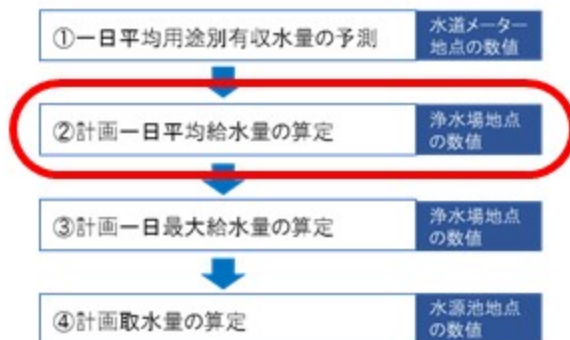 ①一日平均用途別有収水量の予測
水道メーター
地点の数値
②計画一日平均給水量の算定
浄水場地点
の数値
③計画一日最大給水量の算定
浄水場地点
の数値
④計画取水量の算定
水源池地点
の数値